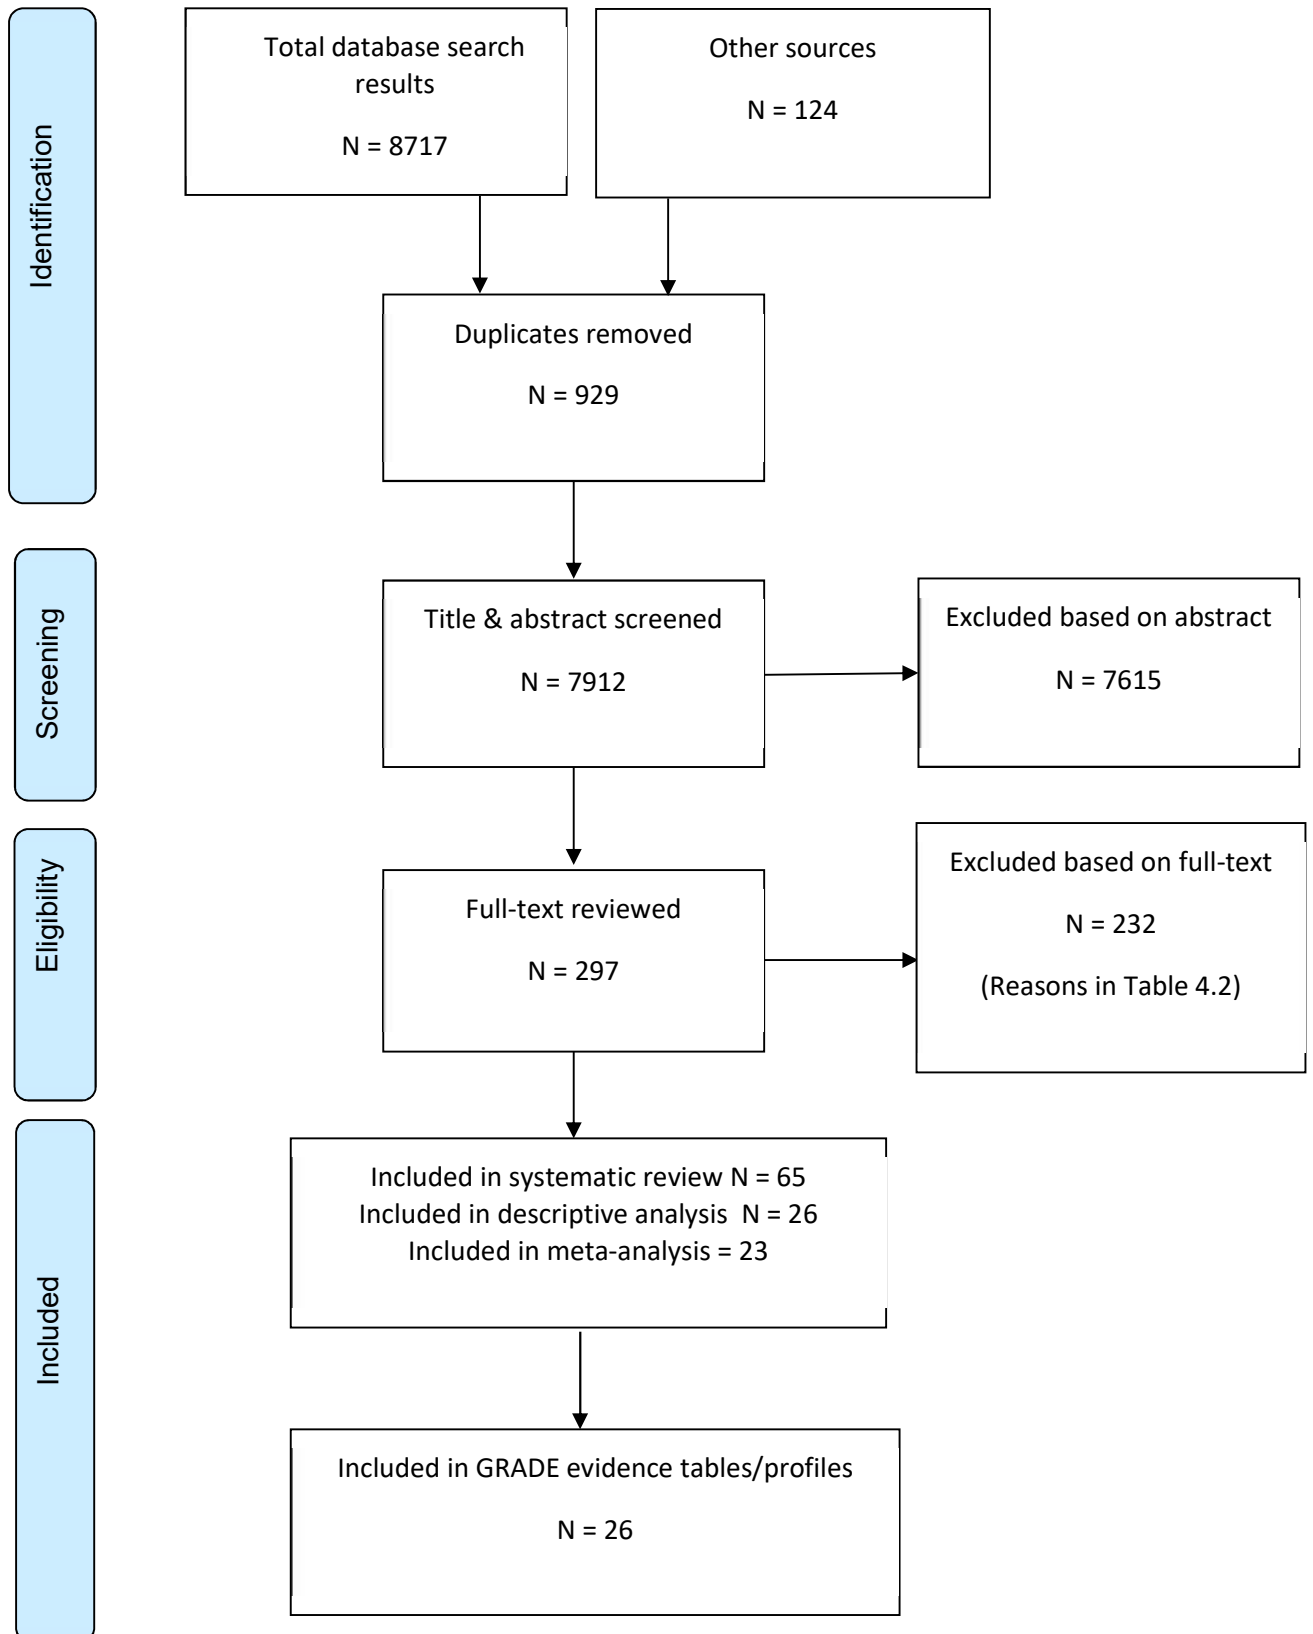 Identification
Total database search
results
N = 8717
Other sources
N = 124
Duplicates removed
N = 929
Screening
Title & abstract screened
N = 7912
Excluded based on abstract
N = 7615
Eligibility
Full-text reviewed
N = 297
Excluded based on full-text
N = 232
(Reasons in Table 4.2)
Included
Included in systematic review N = 65
Included in descriptive analysis  N = 26
Included in meta-analysis = 23
Included in GRADE evidence tables/profiles
N = 26